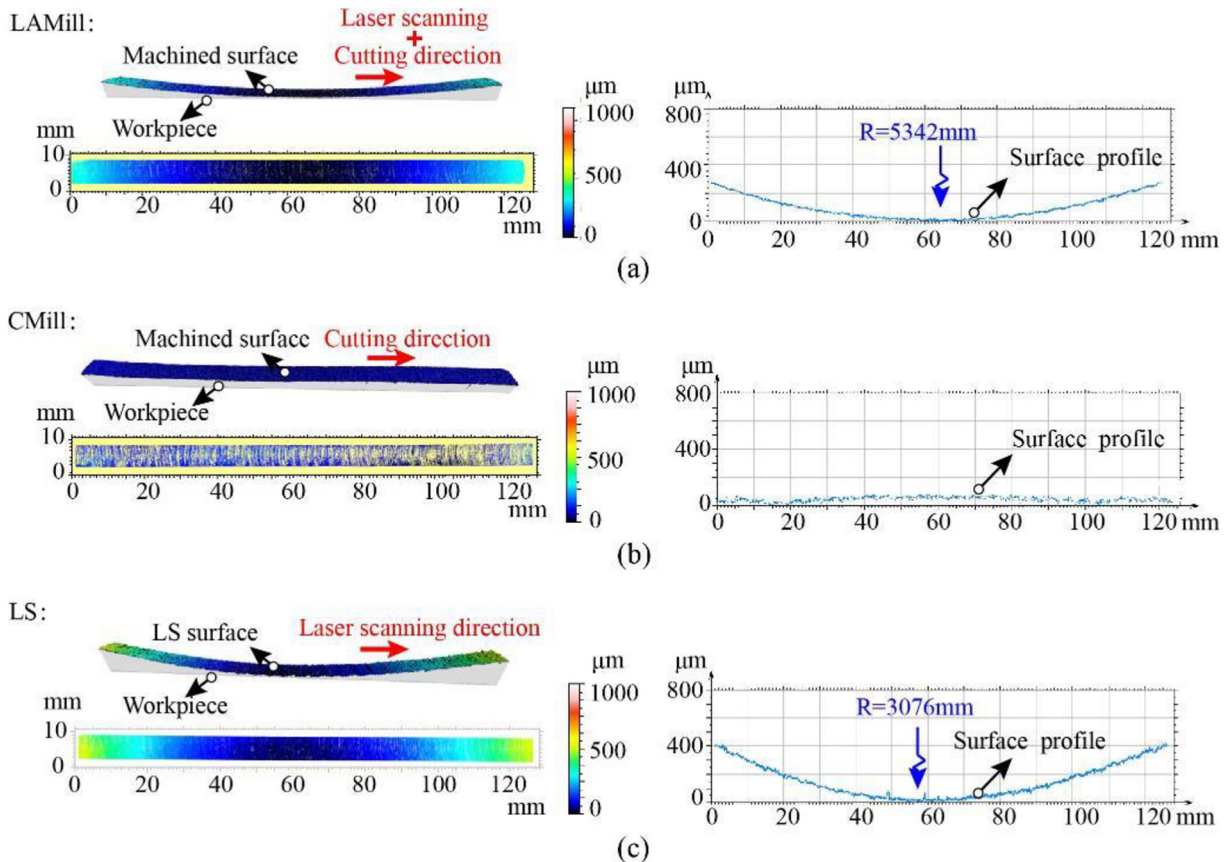 LAMill:
Laser scanning
+
Cutting direction
Machined surface
Workpiece
mm
10
0
0 20 40 60 80 100 120
mm
μm
1000
500
0
μm
800
400
0
R=5342mm
Surface profile
0 20 40 60 80 100 120 mm
(a)
CMill:
Machined surface
Cutting direction
Workpiece
mm
10
0
0 20 40 60 80 100 120
mm
μm
1000
500
0
μm
800
400
0
Surface profile
0 20 40 60 80 100 120 mm
(b)
LS:
LS surface
Laser scanning direction
Workpiece
mm
10
0
0 20 40 60 80 100 120
mm
μm
1000
500
0
μm
800
400
0
R=3076mm
Surface profile
0 20 40 60 80 100 120 mm
(c)